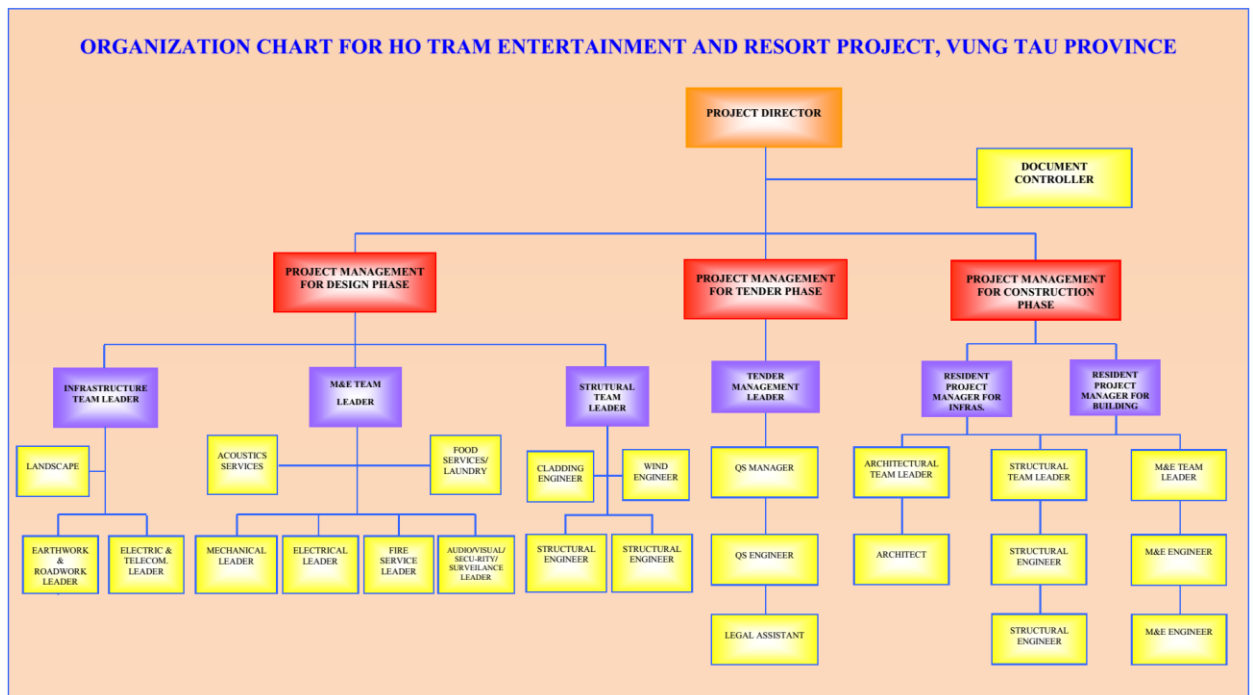 ORGANIZATION CHART FOR HO TRAM ENTERTAINMENT AND RESORT PROJECT, VUNG TAU PROVINCE
PROJECT DIRECTOR
DOCUMENT
CONTROLLER
PROJECT MANAGEMENT
FOR DESIGN PHASE
PROJECT MANAGEMENT
FOR TENDER PHASE
PROJECT MANAGEMENT
FOR CONSTRUCTION
PHASE
INFRASTRUCTURE
TEAM LEADER
M&E TEAM
LEADER
STRUTURAL
TEAM
LEADER
TENDER
MANAGEMENT
LEADER
RESIDENT
PROJECT
MANAGER FOR
INFRAS.
RESIDENT
PROJECT
MANAGER FOR
BUILDING
LANDSCAPE
ACOUSTICS
SERVICES
FOOD
SERVICES/
LAUNDRY
CLADDING
ENGINEER
WIND
ENGINEER
QS MANAGER
ARCHITECTURAL
TEAM LEADER
STRUCTURAL
TEAM LEADER
M&E TEAM
LEADER
EARTHWORK
&
ROADWORK
LEADER
ELECTRIC &
TELECOM.
LEADER
MECHANICAL
LEADER
ELECTRICAL
LEADER
FIRE
SERVICE
LEADER
AUDIO/VISUAL/
SECU-RITY/
SURVEILANCE
LEADER
STRUCTURAL
ENGINEER
STRUCTURAL
ENGINEER
QS ENGINEER
ARCHITECT
STRUCTURAL
ENGINEER
M&E ENGINEER
LEGAL ASSISTANT
STRUCTURAL
ENGINEER
M&E ENGINEER